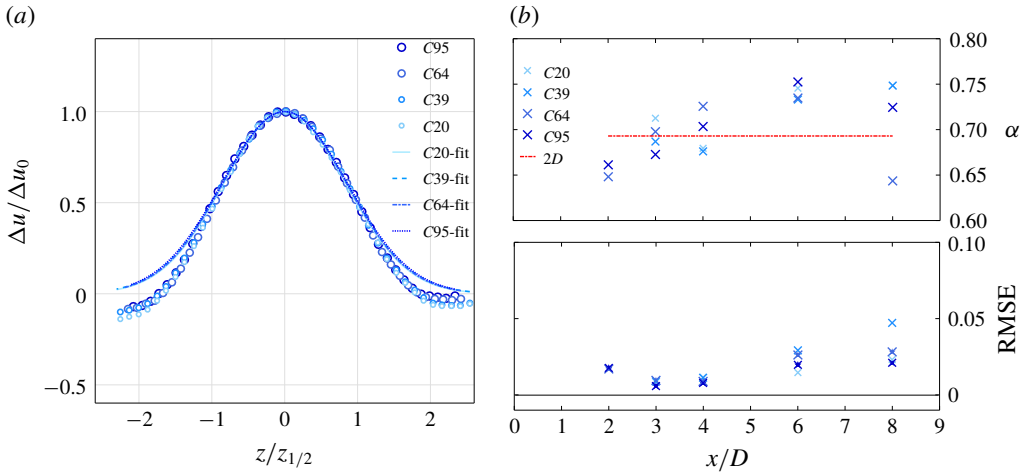 (a)
C95
C64
C39
C20
C20-fit
C39-fit
C64-fit
C95-fit
1.0
0.5
0
−0.5
Δu/Δu0
−2
−1
0
1
2
z/z1/2
(b)
0.80
0.75
0.70
0.65
0.60
α
C20
C39
C64
C95
2D
0.10
0.05
0
RMSE
0
1
2
3
4
5
6
7
8
9
x/D